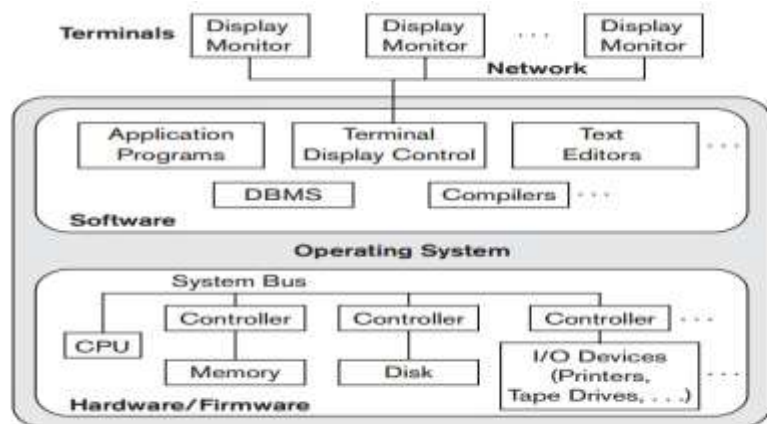 Terminals
Display Monitor
Display Monitor
. . .
Display Monitor
Network
Application Programs
Terminal Display Control
Text Editors
. . .
DBMS
Compilers
. . .
Software
Operating System
System Bus
CPU
Controller
Controller
Controller
. . .
Memory
Disk
I/O Devices
(Printers,
Tape Drives, . . .)
. . .
Hardware/Firmware